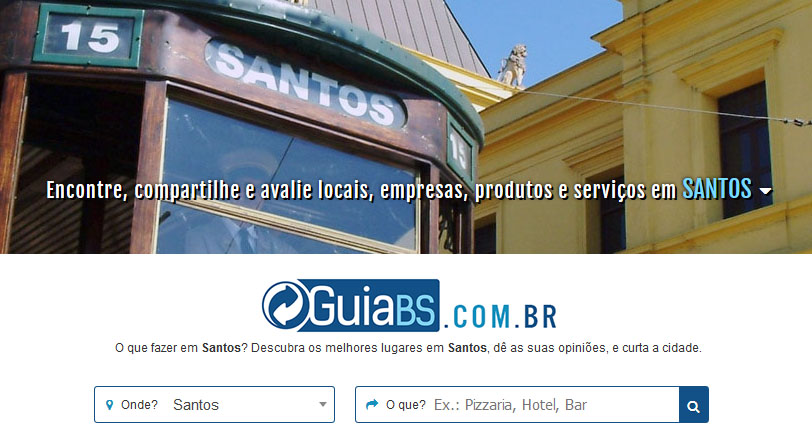 15
SANTOS
15
Encontre, compartilhe e avalie locais, empresas, produtos e serviços em SANTOS
GuiaBS.COM.BR
O que fazer em Santos? Descubra os melhores lugares em Santos, dê as suas opiniões, e curta a cidade.
Onde? Santos
O que? Ex.: Pizzaria, Hotel, Bar